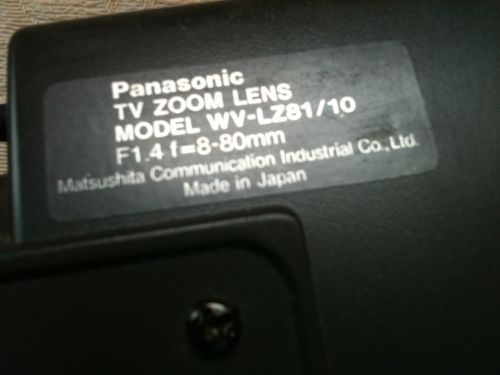 Panasonic
TV ZOOM LENS
MODEL WV-LZ81/10
F1.4 f=8-80mm
Matsushita Communication Industrial Co., Ltd.
Made in Japan